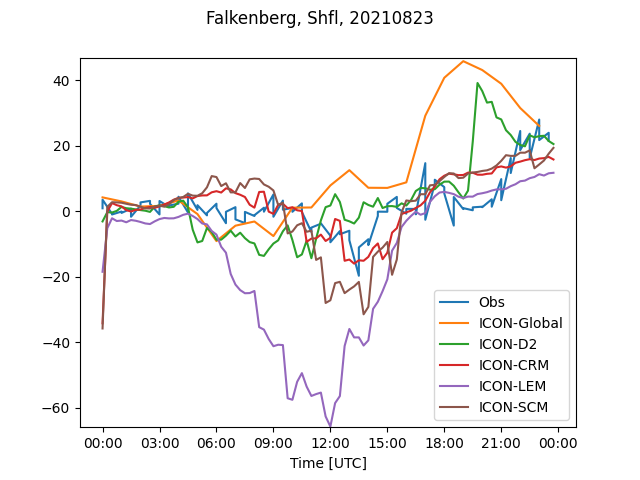 Falkenberg, Shfl, 20210823
40
20
0
−20
−40
−60
00:00 03:00 06:00 09:00 12:00 15:00 18:00 21:00 00:00
Time [UTC]
Obs
ICON-Global
ICON-D2
ICON-CRM
ICON-LEM
ICON-SCM